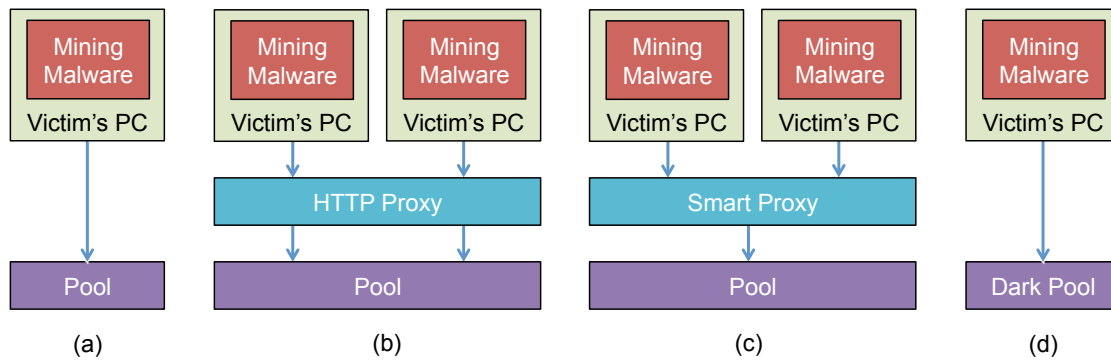 Mining
Malware
Victim's PC
Pool
(a)
Mining
Malware
Victim's PC
Mining
Malware
Victim's PC
HTTP Proxy
Pool
(b)
Mining
Malware
Victim's PC
Mining
Malware
Victim's PC
Smart Proxy
Pool
(c)
Mining
Malware
Victim's PC
Dark Pool
(d)